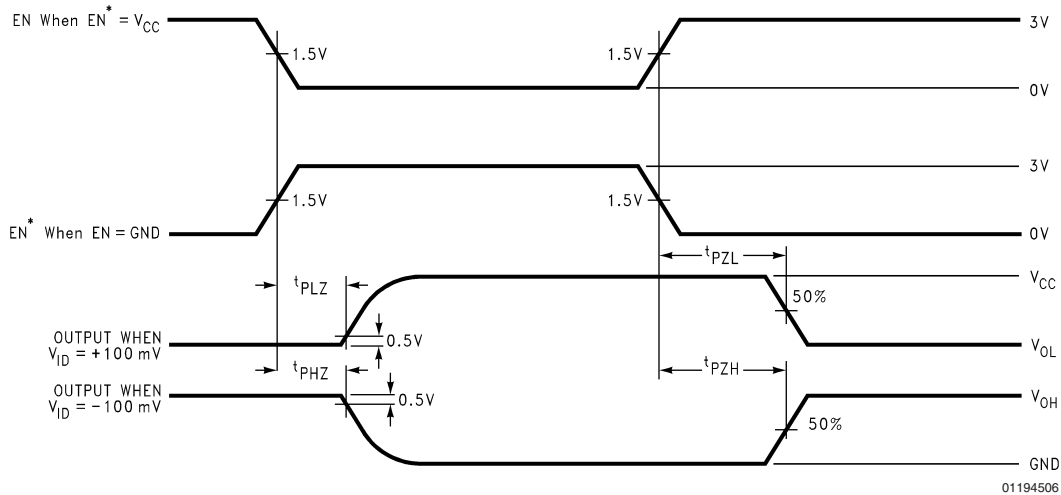 EN When EN* = VCC
3V
1.5V
1.5V
0V
3V
1.5V
1.5V
EN* When EN = GND
0V
tPZL
VCC
tPLZ
50%
OUTPUT WHEN
VID = +100 mV
0.5V
VOL
tPHZ
tPZH
OUTPUT WHEN
VID = −100 mV
0.5V
VOH
50%
GND
01194506